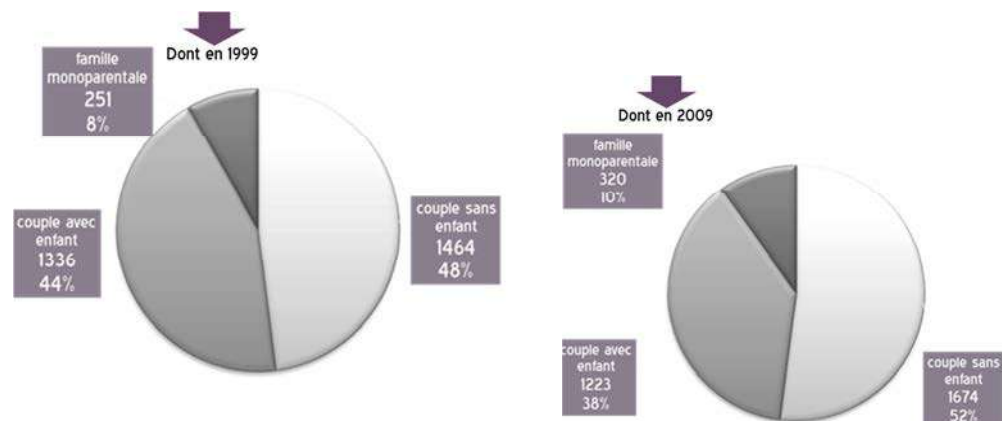 Dont en 1999
famille
monoparentale
251
8%
couple avec
enfant
1336
44%
couple sans
enfant
1464
48%
Dont en 2009
famille
monoparentale
320
10%
couple avec
enfant
1223
38%
couple sans
enfant
1674
52%